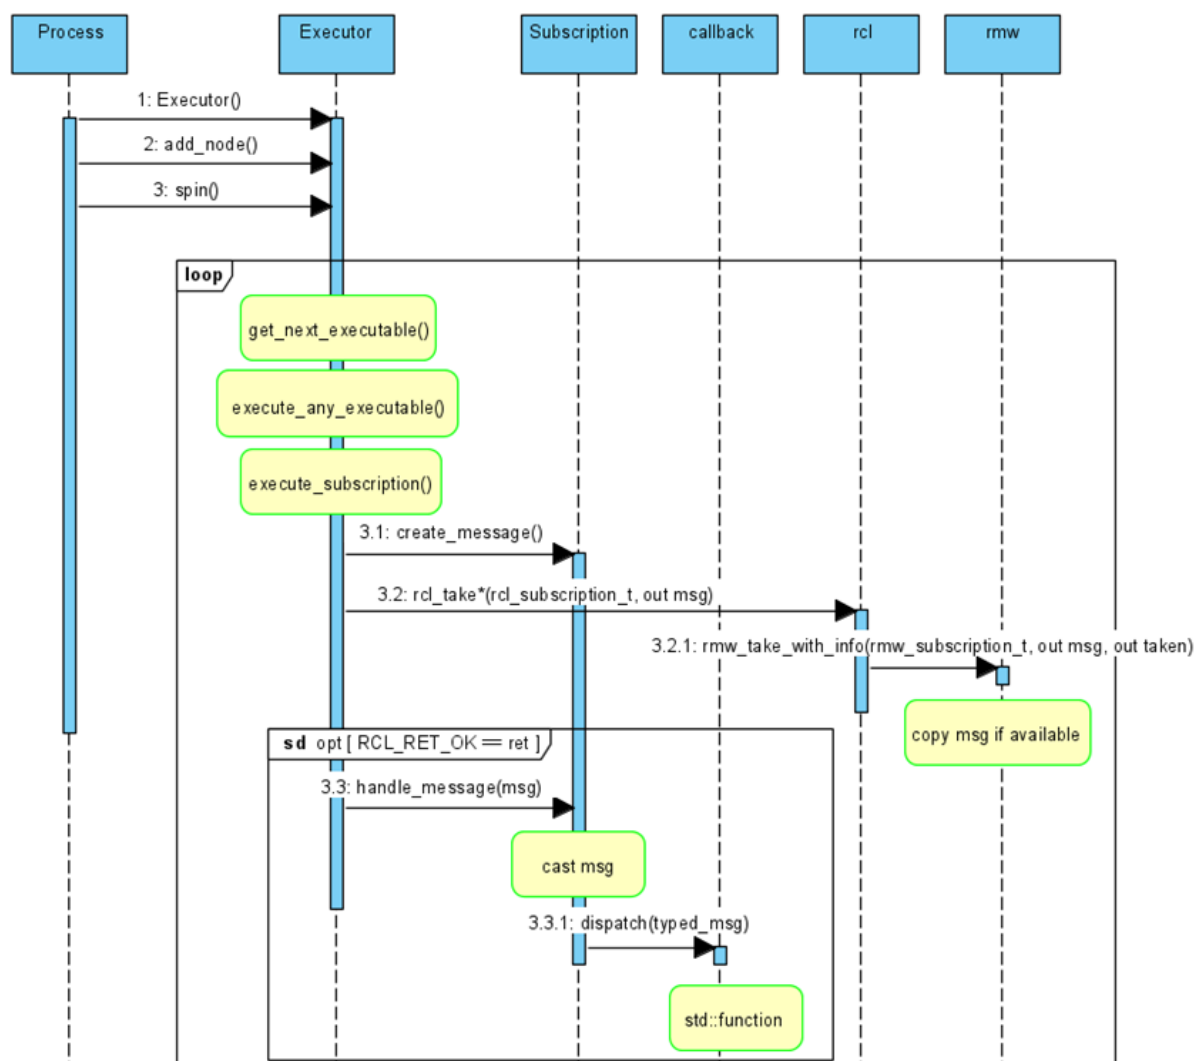 Process
Executor
Subscription
callback
rcl
rmw
1: Executor()
2: add_node()
3: spin()
loop
get_next_executable()
execute_any_executable()
execute_subscription()
3.1: create_message()
3.2: rcl_take*(rcl_subscription_t, out msg)
3.2.1: rmw_take_with_info(rmw_subscription_t, out msg, out taken)
copy msg if available
sd opt [ RCL_RET_OK == ret ]
3.3: handle_message(msg)
cast msg
3.3.1: dispatch(typed_msg)
std::function